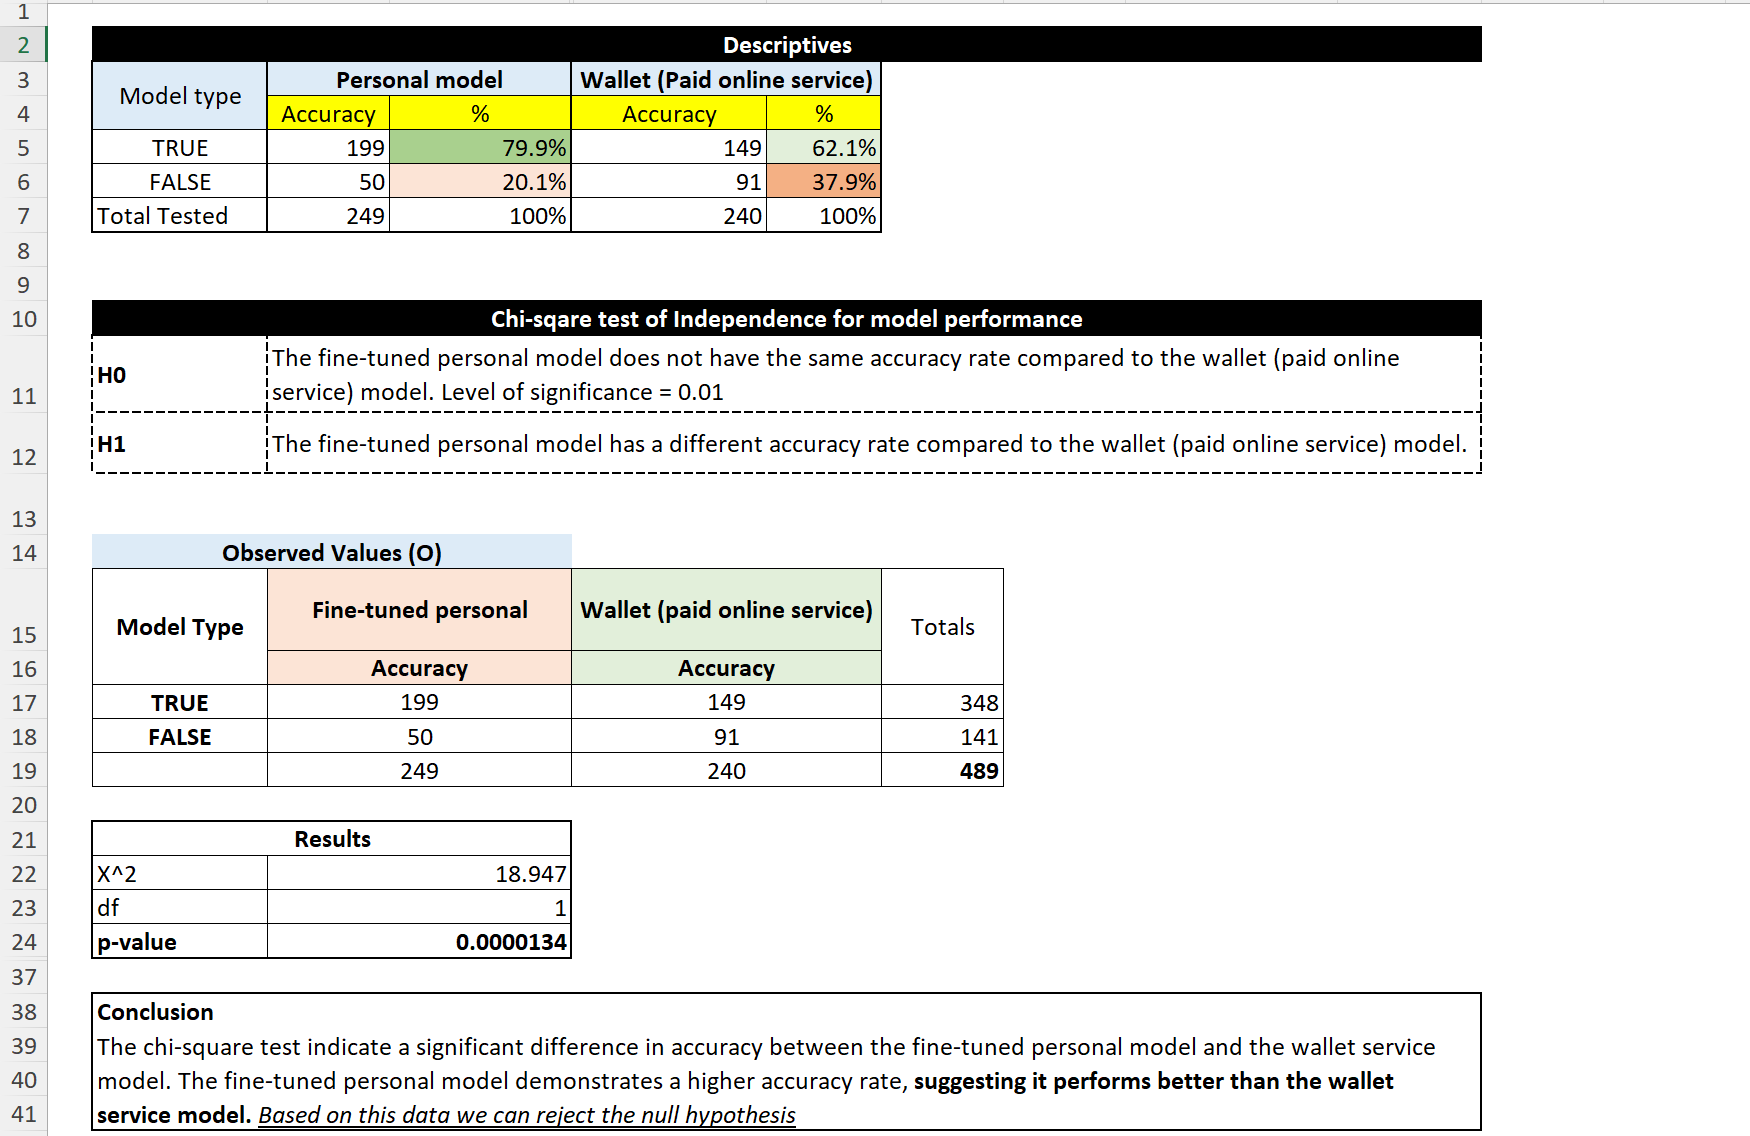 1
2 Descriptives
3 Model type Personal model Wallet (Paid online service)
4 Accuracy % Accuracy %
5 TRUE 199 79.9% 149 62.1%
6 FALSE 50 20.1% 91 37.9%
7 Total Tested 249 100% 240 100%
8
9
10 Chi-sqare test of Independence for model performance
H0 The fine-tuned personal model does not have the same accuracy rate compared to the wallet (paid online
11 service) model. Level of significance = 0.01
12 H1 The fine-tuned personal model has a different accuracy rate compared to the wallet (paid online service) model.
13
14 Observed Values (O)
15 Model Type Fine-tuned personal Wallet (paid online service) Totals
16 Accuracy Accuracy
17 TRUE 199 149 348
18 FALSE 50 91 141
19 249 240 489
20
21 Results
22 X^2 18.947
23 df 1
24 p-value 0.0000134
37
38 Conclusion
39 The chi-square test indicate a significant difference in accuracy between the fine-tuned personal model and the wallet service
40 model. The fine-tuned personal model demonstrates a higher accuracy rate, suggesting it performs better than the wallet
41 service model. Based on this data we can reject the null hypothesis